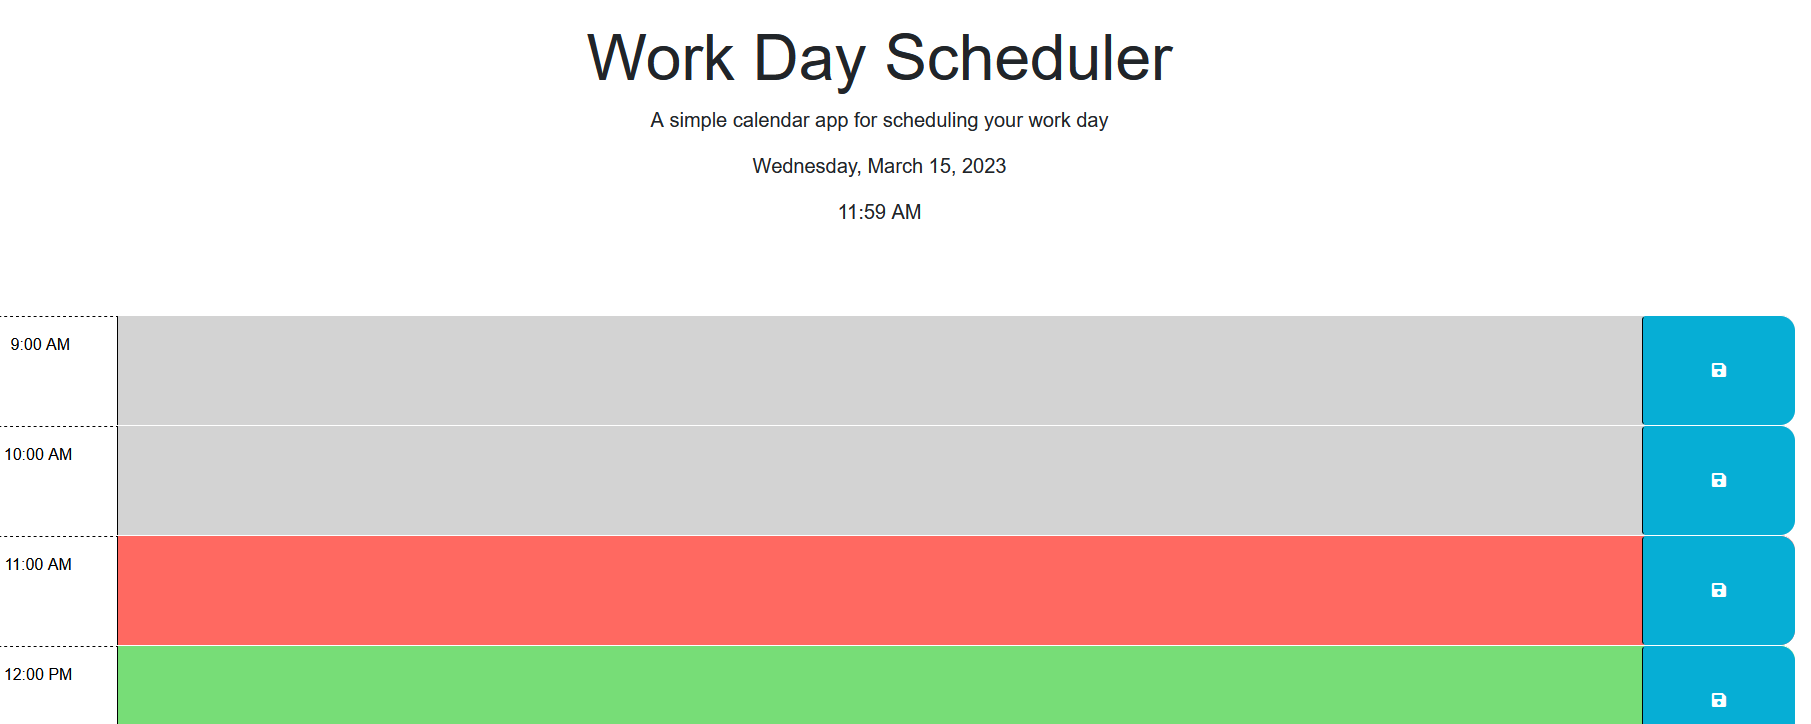 Work Day Scheduler
A simple calendar app for scheduling your work day
Wednesday, March 15, 2023
11:59 AM
9:00 AM
10:00 AM
11:00 AM
12:00 PM